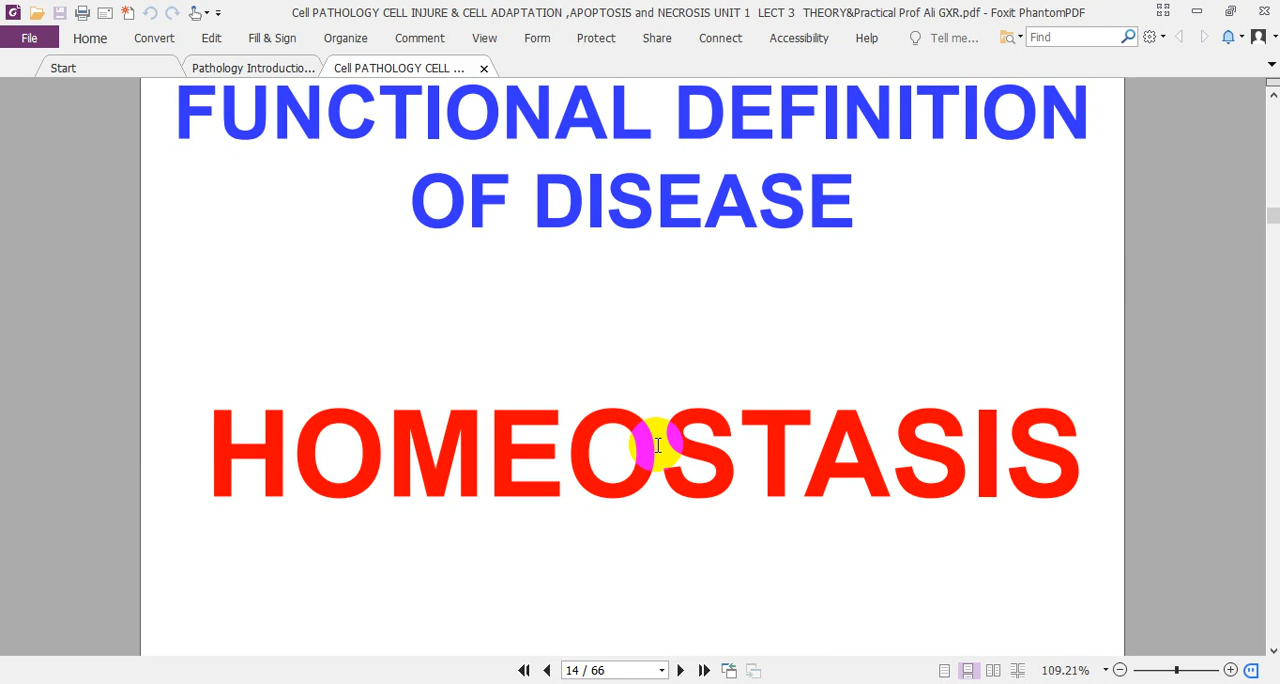 Cell PATHOLOGY CELL INJURE & CELL ADAPTATION ,APOPTOSIS and NECROSIS UNIT 1 LECT 3 THEORY&Practical Prof Ali GXR.pdf - Foxit PhantomPDF
File Home Convert Edit Fill & Sign Organize Comment View Form Protect Share Connect Accessibility Help Tell me... Find
Start Pathology Introductio... Cell PATHOLOGY CELL ...
FUNCTIONAL DEFINITION
OF DISEASE
HOMEOSTASIS
14 / 66 109.21%